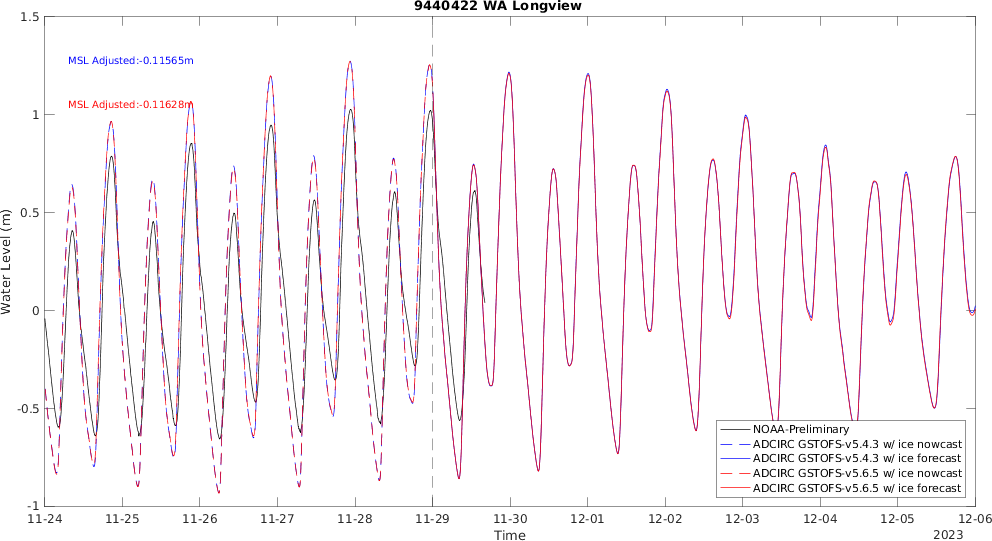 9440422 WA Longview
MSL Adjusted:-0.11565m
MSL Adjusted:-0.11628m
Water Level (m)
1.5
1
0.5
0
-0.5
-1
NOAA-Preliminary
ADCIRC GSTOFS-v5.4.3 w/ ice nowcast
ADCIRC GSTOFS-v5.4.3 w/ ice forecast
ADCIRC GSTOFS-v5.6.5 w/ ice nowcast
ADCIRC GSTOFS-v5.6.5 w/ ice forecast
11-24 11-25 11-26 11-27 11-28 11-29 11-30 12-01 12-02 12-03 12-04 12-05 12-06
Time
2023